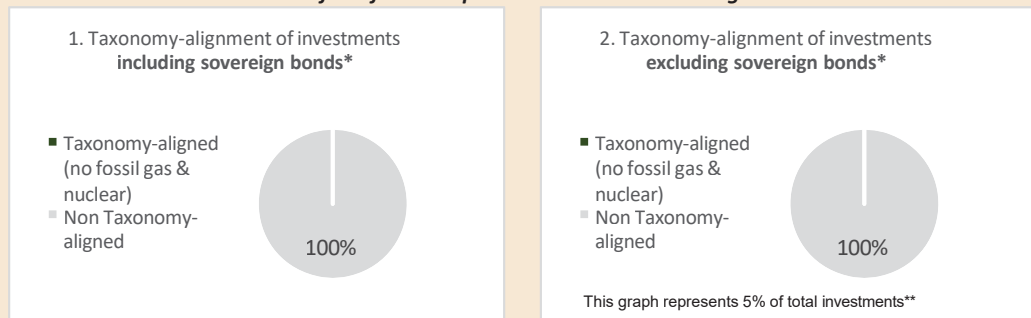 1. Taxonomy-alignment of investments
including sovereign bonds*
Taxonomy-aligned
(no fossil gas &
nuclear)
Non Taxonomy-
aligned
100%
2. Taxonomy-alignment of investments
excluding sovereign bonds*
Taxonomy-aligned
(no fossil gas &
nuclear)
Non Taxonomy-
aligned
100%
This graph represents 5% of total investments**